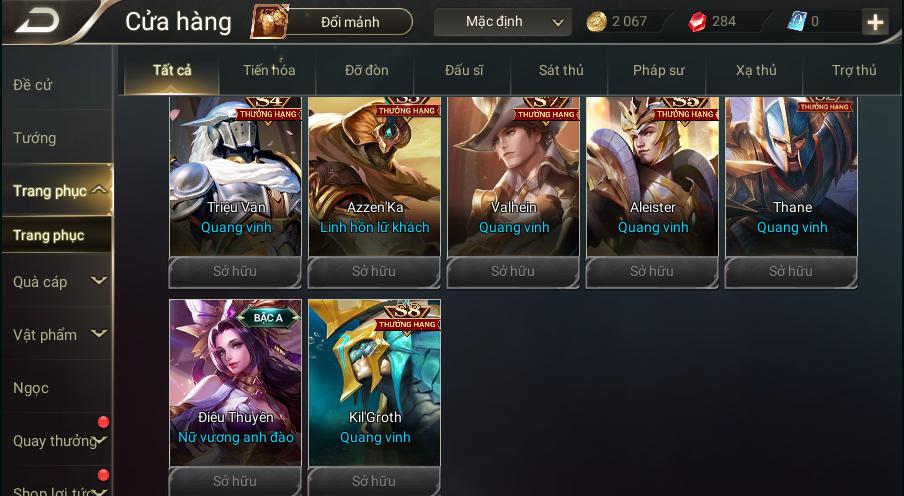 Cửa hàng
Đổi mảnh
Mặc định
2 067
284
0
Đề cử
Tướng
Trang phục
Trang phục
Quà cáp
Vật phẩm
Ngọc
Quay thưởng
Shop lợi tức
Tất cả
Tiến hóa
Đỡ đòn
Đấu sĩ
Sát thủ
Pháp sư
Xạ thủ
Trợ thủ
S4
THƯỞNG HẠNG
Triệu Vân
Quang vinh
Sở hữu
THƯỞNG HẠNG
Azzen'Ka
Linh hồn lữ khách
Sở hữu
S7
THƯỞNG HẠNG
Valhein
Quang vinh
Sở hữu
S5
THƯỞNG HẠNG
Aleister
Quang vinh
Sở hữu
S2
THƯỞNG HẠNG
Thane
Quang vinh
Sở hữu
BẬC A
Điêu Thuyền
Nữ vương anh đào
Sở hữu
S8
THƯỞNG HẠNG
Kil'Groth
Quang vinh
Sở hữu